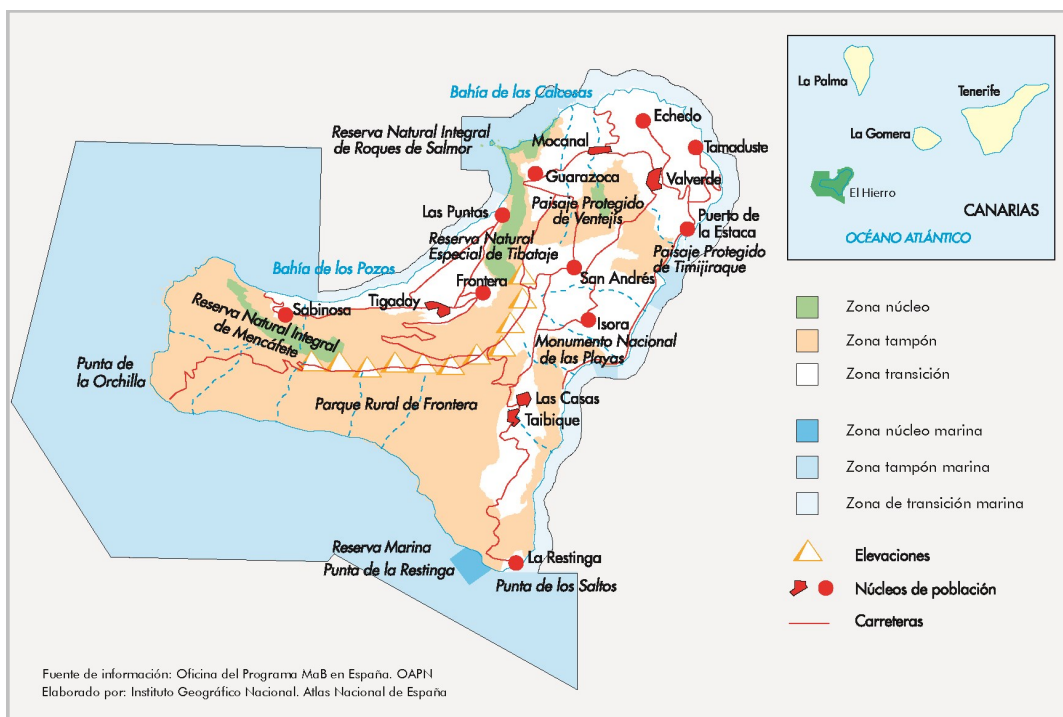 Bahía de las Calcosas
Reserva Natural Integral
de Roques de Salmor
Mocanal
Echedo
Tamaduste
Guarazoca
Valverde
Las Puntas
Paisaje Protegido
de Ventejís
Puerto de
la Estaca
Reserva Natural
Especial de Tibataje
Paisaje Protegido
de Timijiraque
Bahía de los Pozos
San Andrés
Frontera
Tigaday
Sabinosa
Reserva Natural Integral
de Mencáfete
Isora
Monumento Nacional
de las Playas
Punta de
la Orchilla
Parque Rural de Frontera
Las Casas
Taibique
Reserva Marina
Punta de la Restinga
La Restinga
Punta de los Saltos
La Palma
Tenerife
La Gomera
El Hierro
CANARIAS
OCÉANO ATLÁNTICO
Zona núcleo
Zona tampón
Zona transición
Zona núcleo marina
Zona tampón marina
Zona de transición marina
Elevaciones
Núcleos de población
Carreteras
Fuente de información: Oficina del Programa MaB en España. OAPN
Elaborado por: Instituto Geográfico Nacional. Atlas Nacional de España